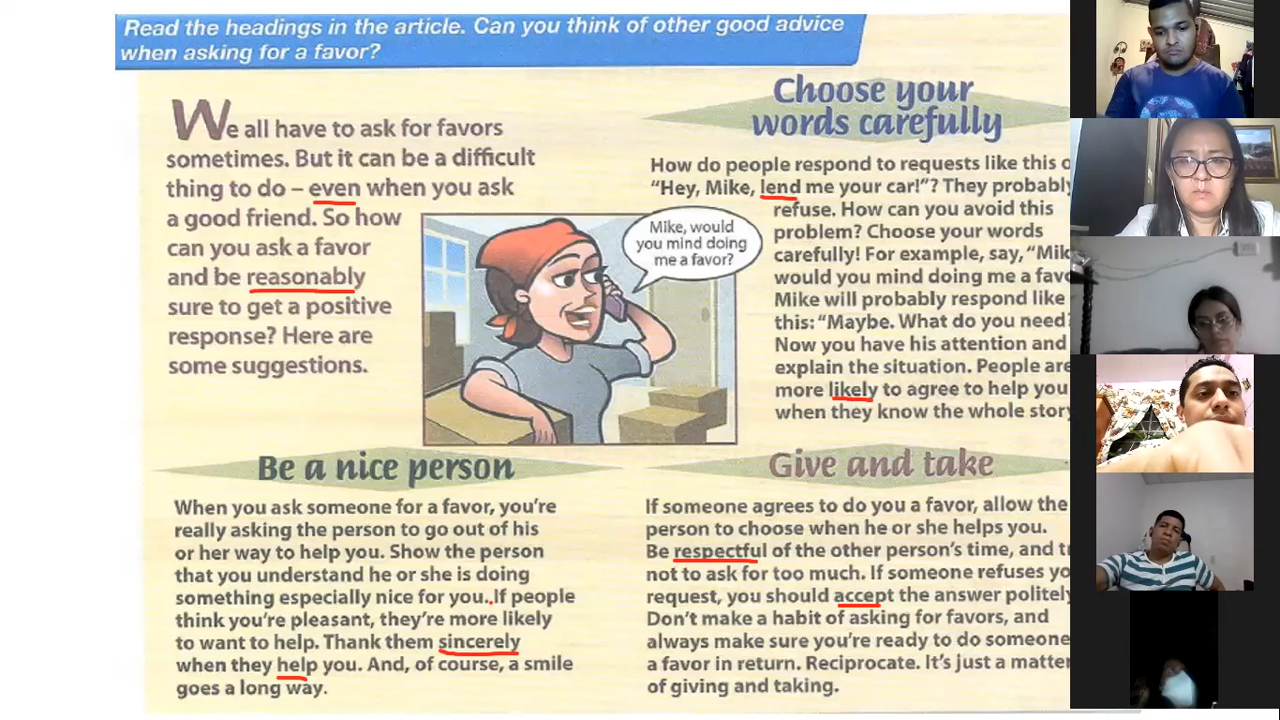 Read the headings in the article. Can you think of other good advice
when asking for a favor?
We all have to ask for favors
sometimes. But it can be a difficult
thing to do – even when you ask
a good friend. So how
can you ask a favor
and be reasonably
sure to get a positive
response? Here are
some suggestions.
Mike, would
you mind doing
me a favor?
Choose your
words carefully
How do people respond to requests like this
“Hey, Mike, lend me your car!”? They probably
refuse. How can you avoid this
problem? Choose your words
carefully! For example, say, “Mik
would you mind doing me a favo
Mike will probably respond like
this: “Maybe. What do you need?
Now you have his attention and
explain the situation. People are
more likely to agree to help you
when they know the whole story
Be a nice person
When you ask someone for a favor, you’re
really asking the person to go out of his
or her way to help you. Show the person
that you understand he or she is doing
something especially nice for you. If people
think you’re pleasant, they’re more likely
to want to help. Thank them sincerely
when they help you. And, of course, a smile
goes a long way.
Give and take
If someone agrees to do you a favor, allow the
person to choose when he or she helps you.
Be respectful of the other person’s time, and
not to ask for too much. If someone refuses yo
request, you should accept the answer politely
Don’t make a habit of asking for favors, and
always make sure you’re ready to do someone
a favor in return. Reciprocate. It’s just a matter
of giving and taking.